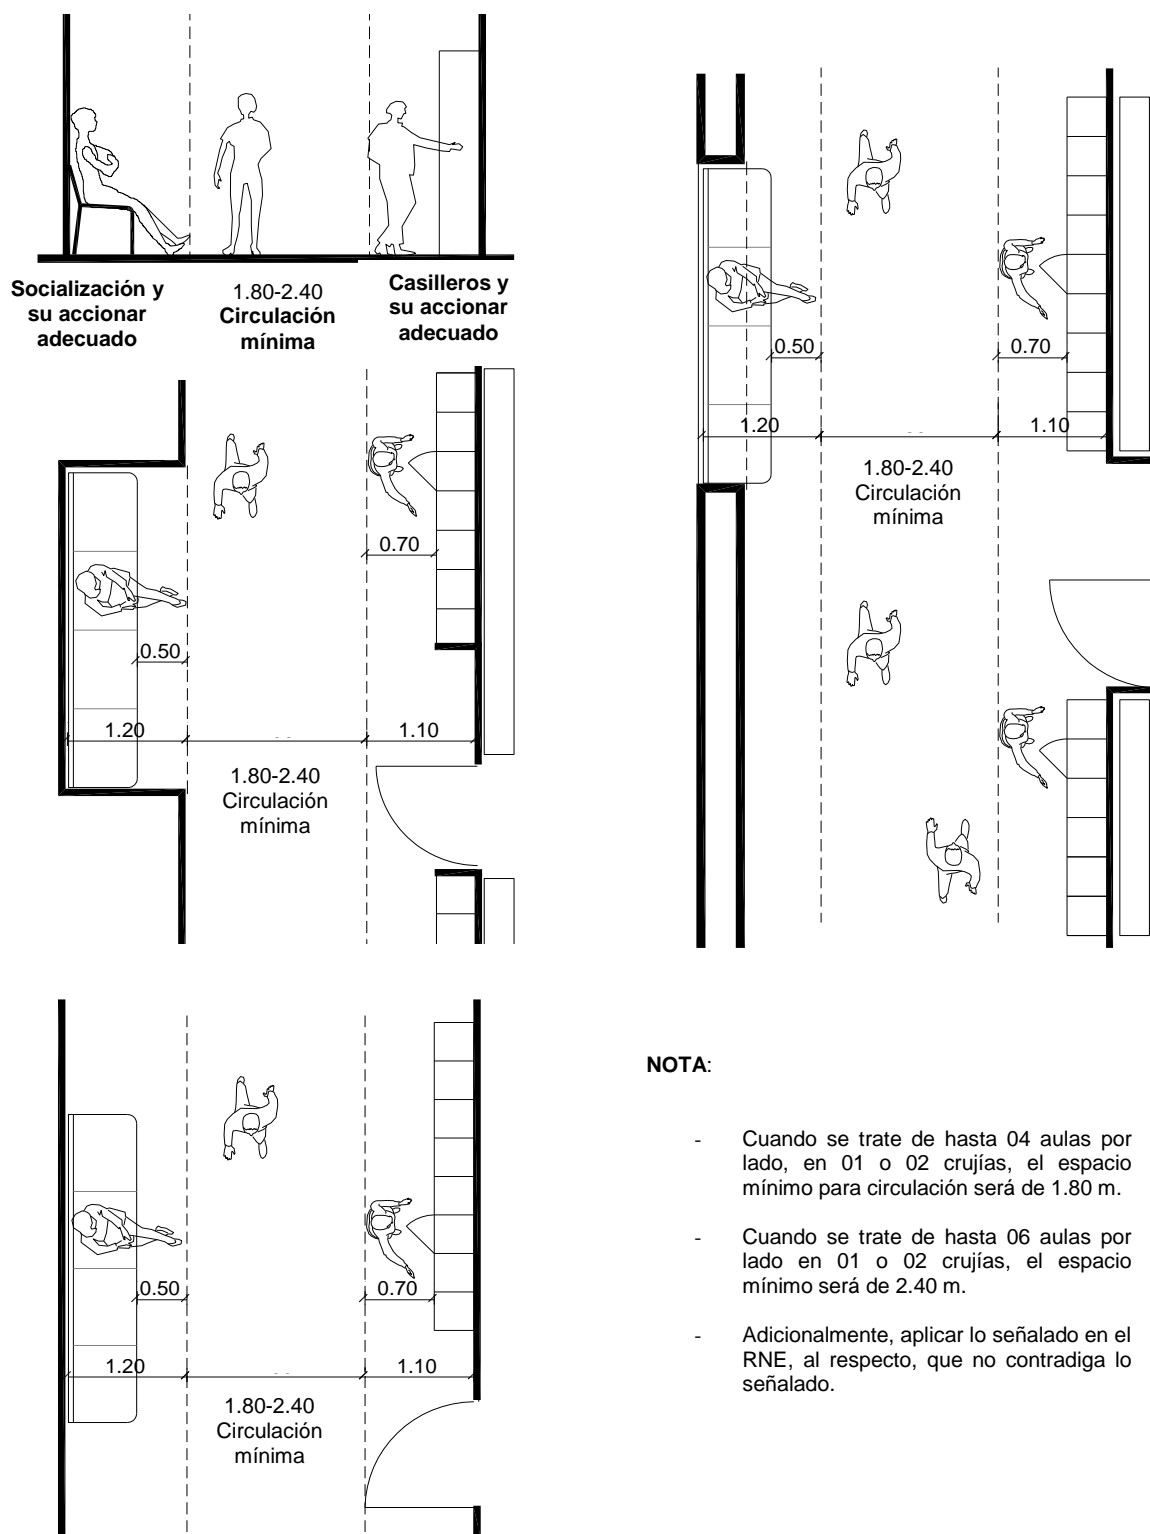 Socialización y
su accionar
adecuado
1.80-2.40
Circulación
mínima
Casilleros y
su accionar
adecuado
0.70
0.50
1.20
1.10
1.80-2.40
Circulación
mínima
0.50
0.70
1.20
1.10
1.80-2.40
Circulación
mínima
0.50
0.70
1.20
1.10
1.80-2.40
Circulación
mínima
NOTA:
- Cuando se trate de hasta 04 aulas por
lado, en 01 o 02 crujías, el espacio
mínimo para circulación será de 1.80 m.
- Cuando se trate de hasta 06 aulas por
lado en 01 o 02 crujías, el espacio
mínimo será de 2.40 m.
- Adicionalmente, aplicar lo señalado en el
RNE, al respecto, que no contradiga lo
señalado.